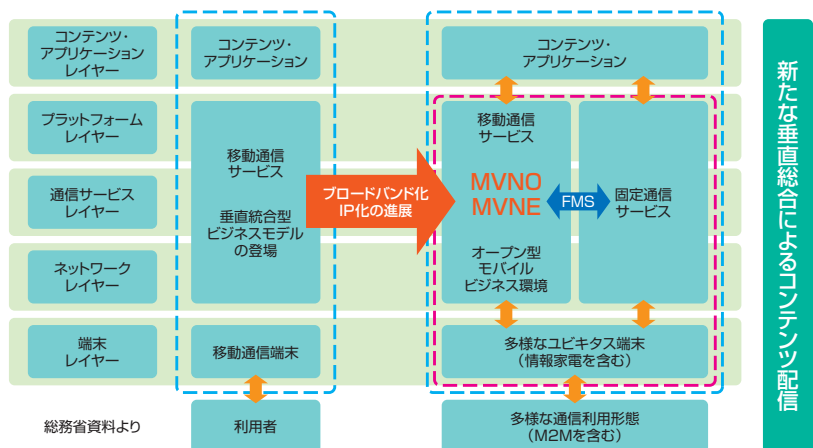 コンテンツ・
アプリケーション
レイヤー
プラットフォーム
レイヤー
通信サービス
レイヤー
ネットワーク
レイヤー
端末
レイヤー
総務省資料より
コンテンツ・
アプリケーション
移動通信
サービス
垂直統合型
ビジネスモデル
の登場
移動通信端末
利用者
ブロードバンド化
IP化の進展
コンテンツ・
アプリケーション
移動通信
サービス
MVNO
MVNE
オープン型
モバイル
ビジネス環境
FMS
固定通信
サービス
多様なユビキタス端末
（情報家電を含む）
多様な通信利用形態
（M2Mを含む）
新たな垂直総合によるコンテンツ配信